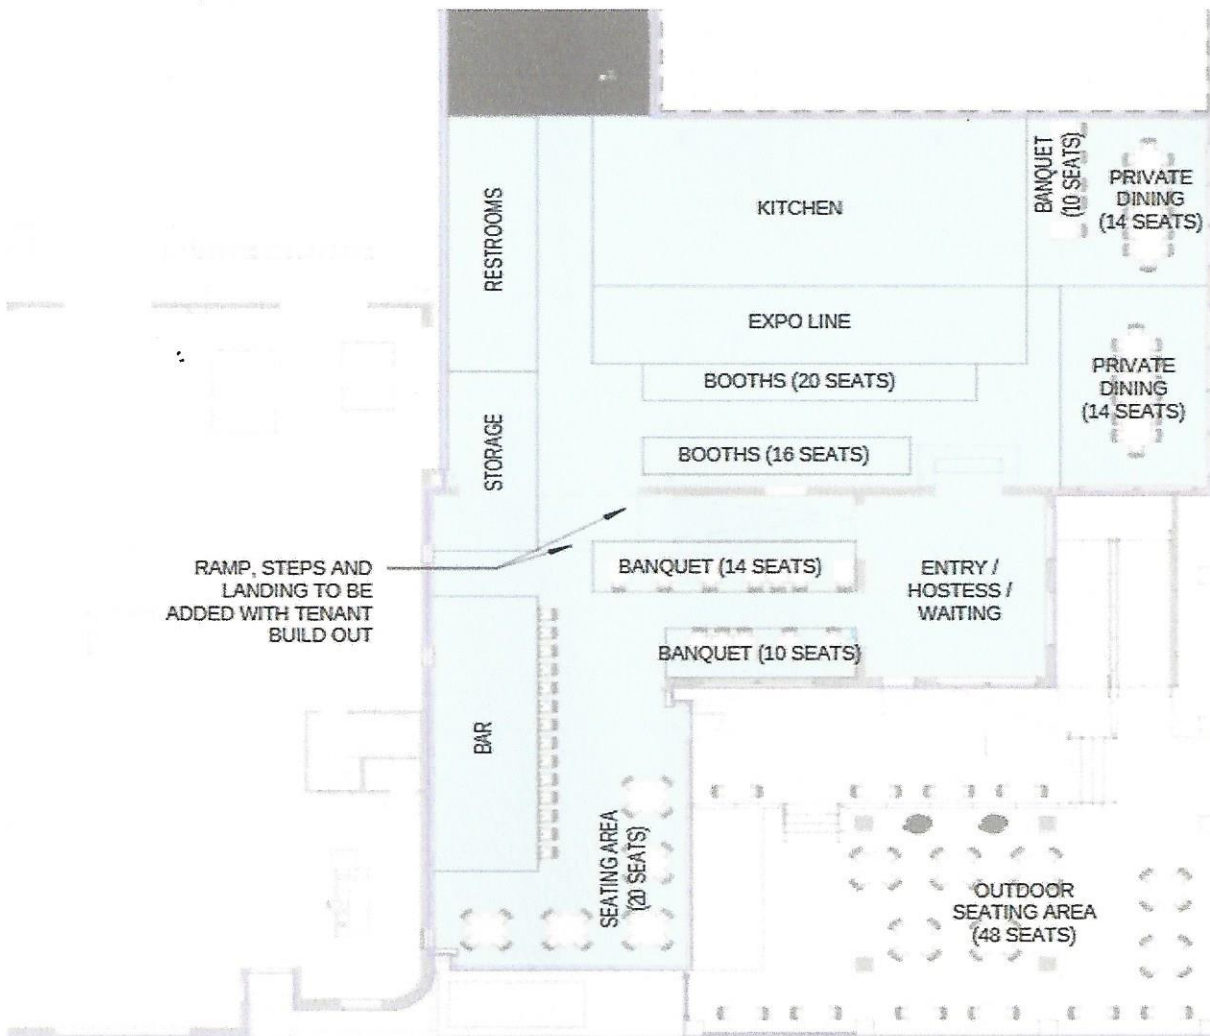 RESTROOMS
KITCHEN
BANQUET
(10 SEATS)
PRIVATE
DINING
(14 SEATS)
EXPO LINE
BOOTHS (20 SEATS)
PRIVATE
DINING
(14 SEATS)
STORAGE
BOOTHS (16 SEATS)
RAMP, STEPS AND
LANDING TO BE
ADDED WITH TENANT
BUILD OUT
BANQUET (14 SEATS)
ENTRY /
HOSTESS /
WAITING
BANQUET (10 SEATS)
BAR
SEATING AREA
(20 SEATS)
OUTDOOR
SEATING AREA
(48 SEATS)